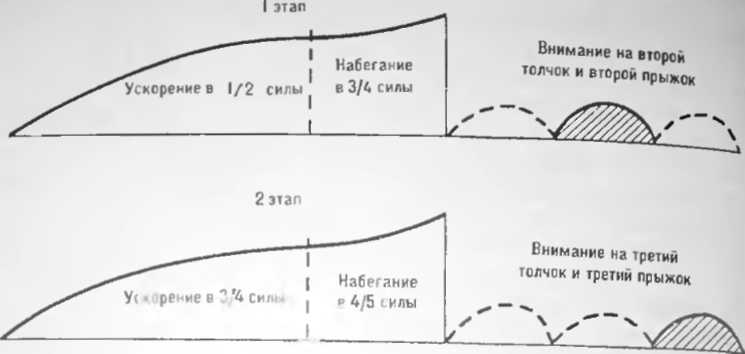 1 этап
Ускорение в 1/2 силы
Набегание
в 3/4 силы
Внимание на второй
толчок и второй прыжок
2 этап
Ускорение в 3/4 силы
Набегание
в 4/5 силы
Внимание на третий
толчок и третий прыжок